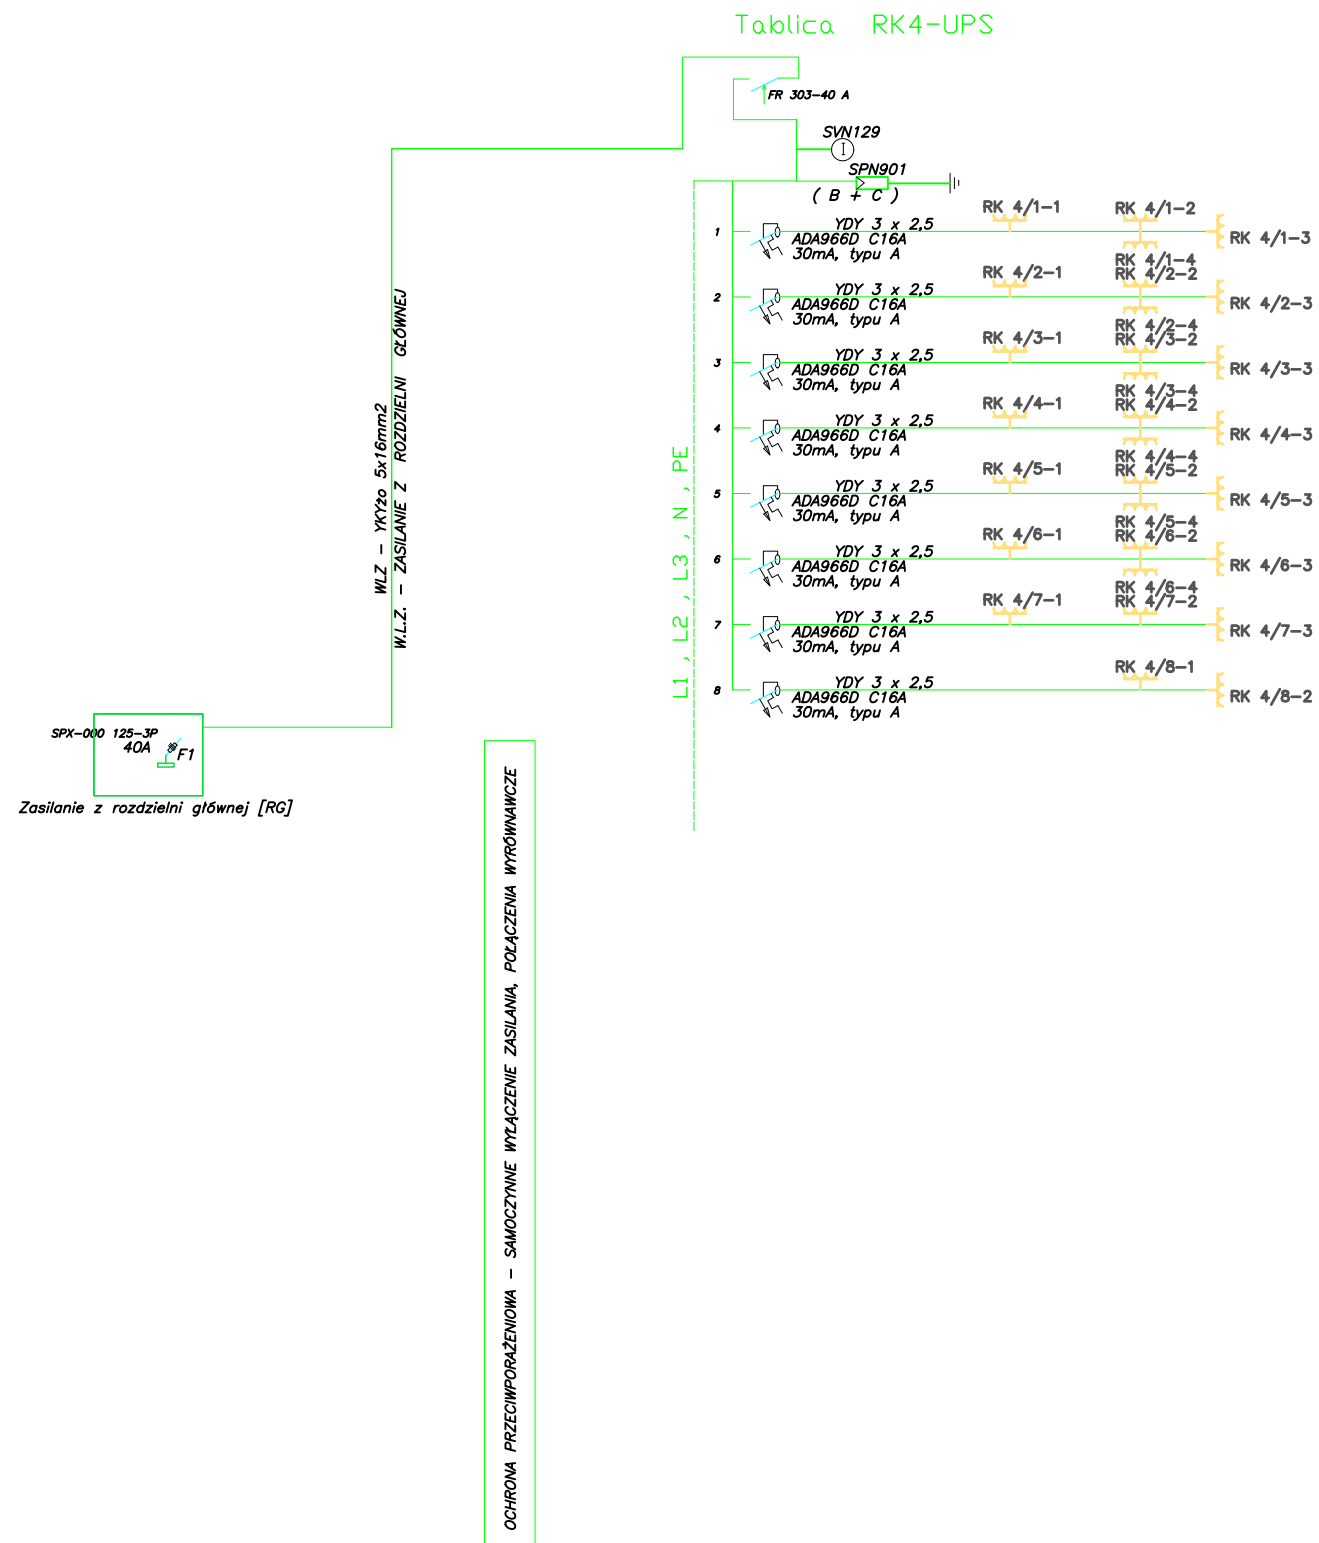 Tablica RK4-UPS
FR 303-40 A
SVN129
SPN901
( B + C )
1
YDY 3 x 2,5
ADA966D C16A
30mA, typu A
RK 4/1-1
RK 4/1-2
RK 4/1-3
RK 4/1-4
2
YDY 3 x 2,5
ADA966D C16A
30mA, typu A
RK 4/2-1
RK 4/2-2
RK 4/2-3
RK 4/2-4
3
YDY 3 x 2,5
ADA966D C16A
30mA, typu A
RK 4/3-1
RK 4/3-2
RK 4/3-3
RK 4/3-4
4
YDY 3 x 2,5
ADA966D C16A
30mA, typu A
RK 4/4-1
RK 4/4-2
RK 4/4-3
RK 4/4-4
5
YDY 3 x 2,5
ADA966D C16A
30mA, typu A
RK 4/5-1
RK 4/5-2
RK 4/5-3
RK 4/5-4
6
YDY 3 x 2,5
ADA966D C16A
30mA, typu A
RK 4/6-1
RK 4/6-2
RK 4/6-3
RK 4/6-4
7
YDY 3 x 2,5
ADA966D C16A
30mA, typu A
RK 4/7-1
RK 4/7-2
RK 4/7-3
8
YDY 3 x 2,5
ADA966D C16A
30mA, typu A
RK 4/8-1
RK 4/8-2
L1 , L2 , L3 , N , PE
WLZ - YKYżo 5x16mm2
W.L.Z. - ZASILANIE Z ROZDZIELNI GŁÓWNEJ
SPX-000 125-3P
40A
F1
Zasilanie z rozdzielni głównej [RG]
OCHRONA PRZECIWPORAŻENIOWA - SAMOCZYNNE WYŁĄCZENIE ZASILANIA, POŁĄCZENIA WYRÓWNAWCZE